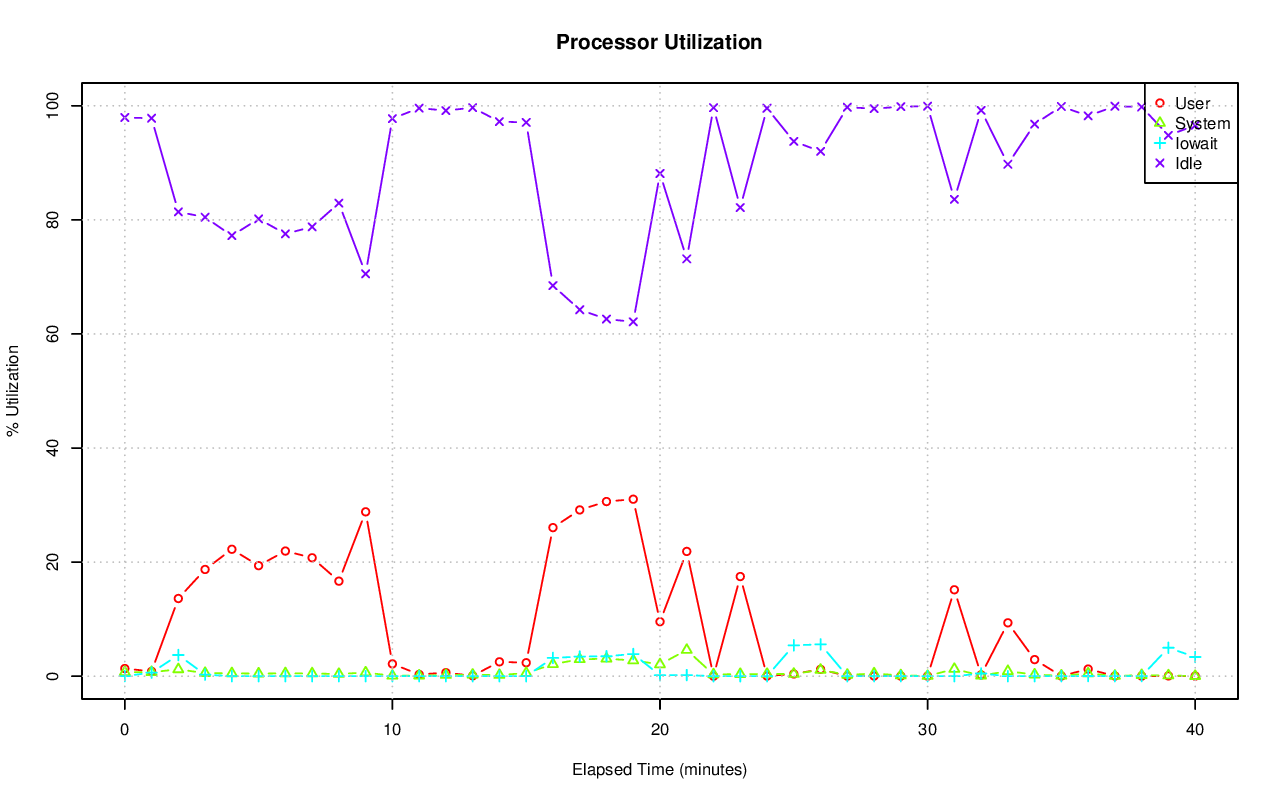 Processor Utilization
% Utilization
100
80
60
40
20
0
User
System
Iowait
Idle
0 10 20 30 40
Elapsed Time (minutes)